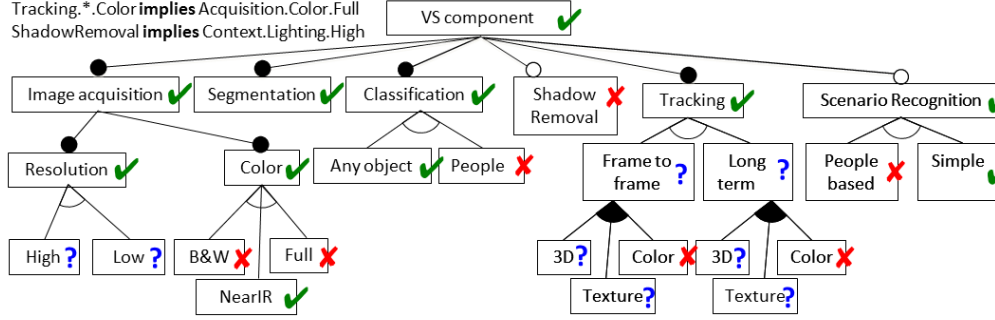 Tracking.*.Color implies Acquisition.Color.Full
ShadowRemoval implies Context.Lighting.High
VS component
Image acquisition
Segmentation
Classification
Shadow
Removal
Tracking
Scenario Recognition
Resolution
Color
Any object
People
Frame to
frame
?
Long
term
?
People
based
Simple
High ?
Low ?
B&W
Full
NearIR
3D ?
Color
Texture ?
3D ?
Color
Texture ?